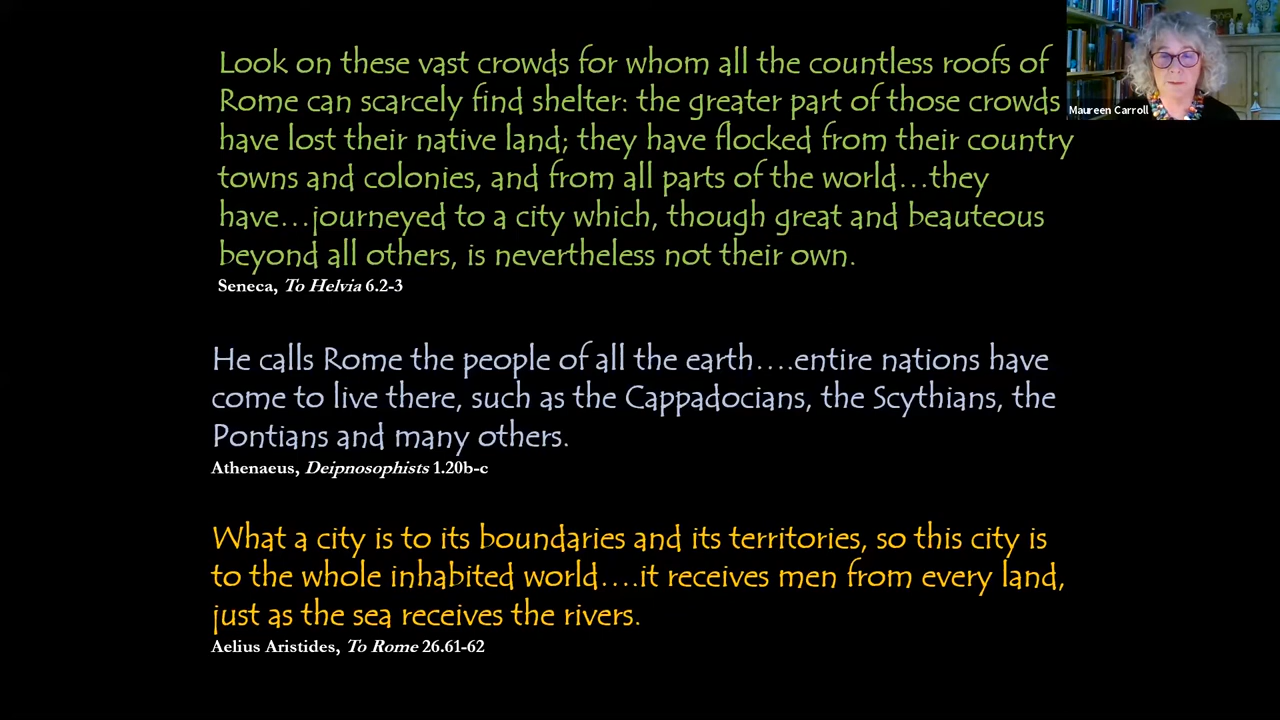 Look on these vast crowds for whom all the countless roofs of
Rome can scarcely find shelter: the greater part of those crowds
have lost their native land; they have flocked from their country
towns and colonies, and from all parts of the world…they
have…journeyed to a city which, though great and beauteous
beyond all others, is nevertheless not their own.
Seneca, To Helvia 6.2-3
Maureen Carroll
He calls Rome the people of all the earth….entire nations have
come to live there, such as the Cappadocians, the Scythians, the
Pontians and many others.
Athenaeus, Deipnosophists 1.20b-c
What a city is to its boundaries and its territories, so this city is
to the whole inhabited world….it receives men from every land,
just as the sea receives the rivers.
Aelius Aristides, To Rome 26.61-62